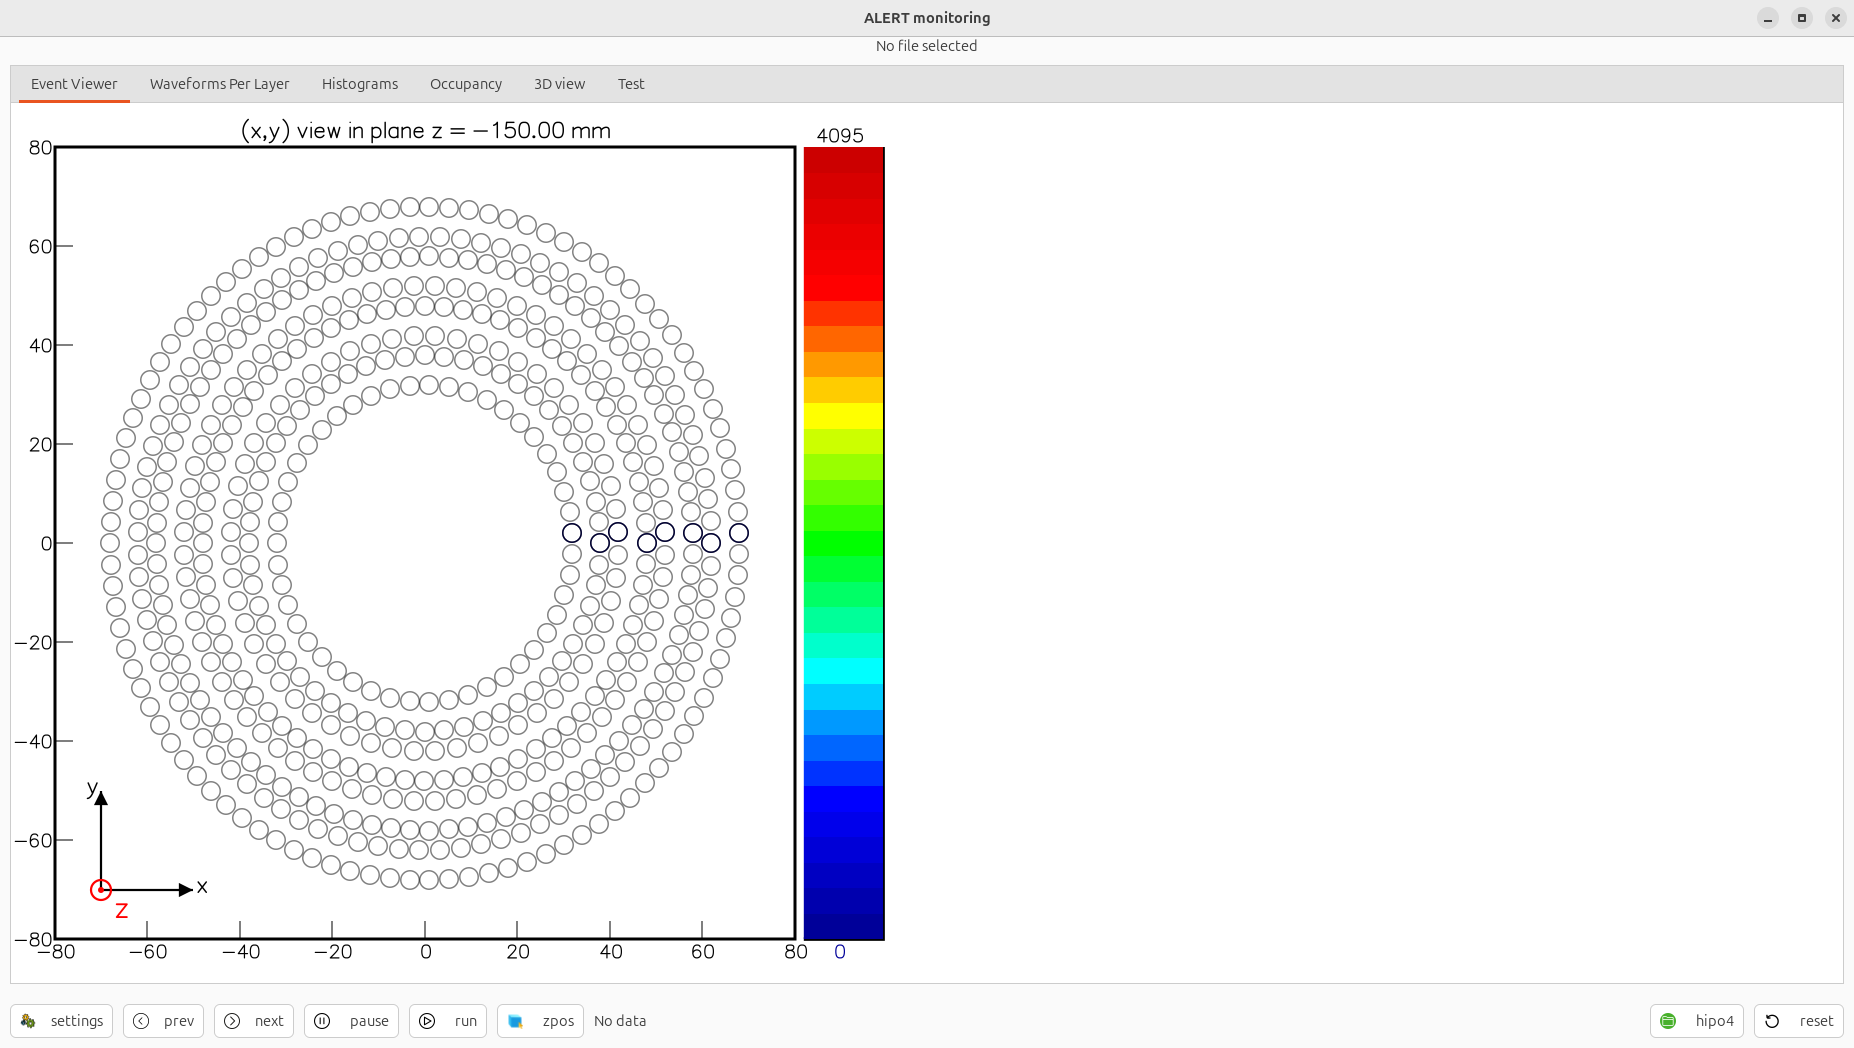 ALERT monitoring
No file selected
Event Viewer Waveforms Per Layer Histograms Occupancy 3D view Test
(x,y) view in plane z = −150.00 mm
4095
80
60
40
20
0
−20
−40
−60
−80
y
x
z
−80 −60 −40 −20 0 20 40 60 80
0
settings prev next pause run zpos No data hipo4 reset